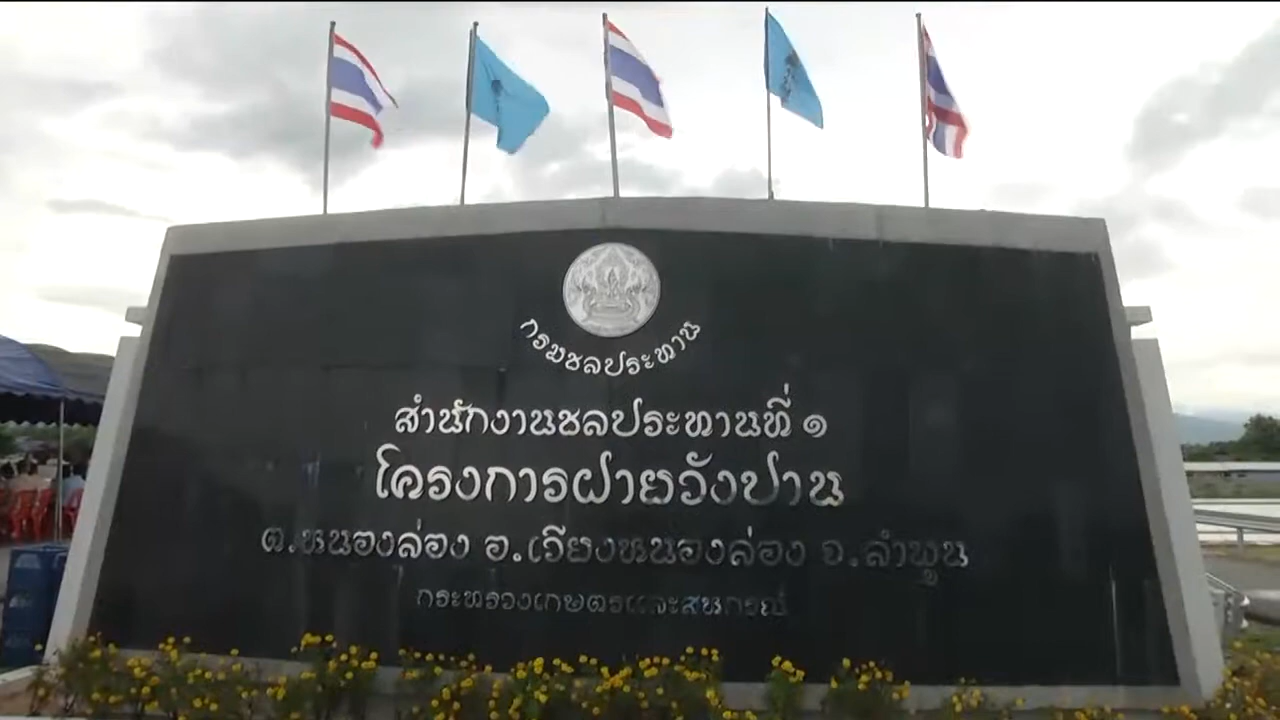 กรมชลประทาน
สำนักงานชลประทานที่ ๑
โครงการฝายวังปาน
ต.หนองล่อง อ.เวียงหนองล่อง จ.ลำพูน
กระทรวงเกษตรและสหกรณ์